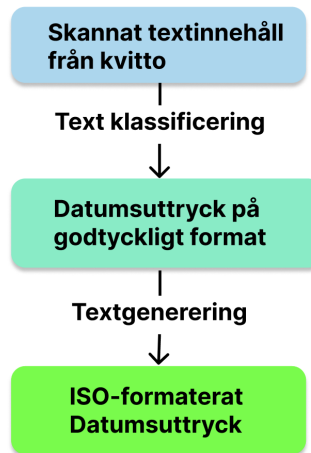 Skannat textinnehåll
från kvitto
Text klassificering
Datumsuttryck på
godtyckligt format
Textgenerering
ISO-formaterat
Datumsuttryck